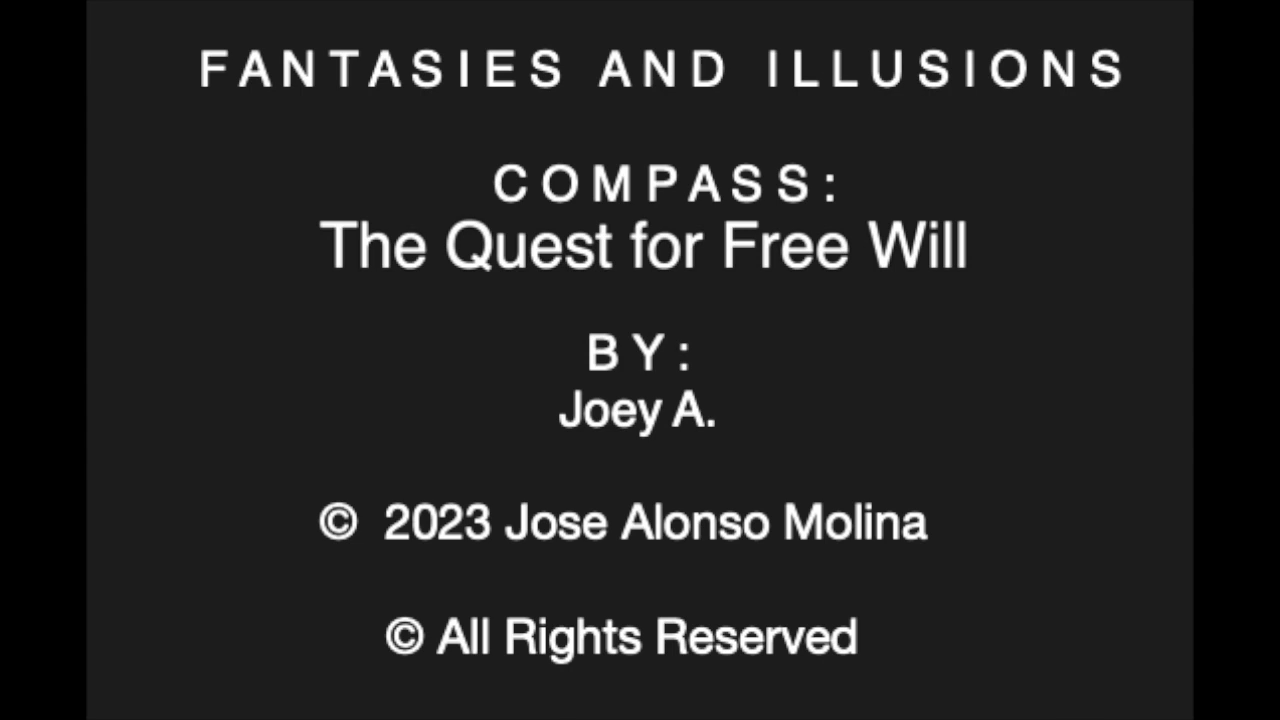 FANTASIES AND ILLUSIONS
COMPASS:
The Quest for Free Will
BY:
Joey A.
© 2023 Jose Alonso Molina
© All Rights Reserved